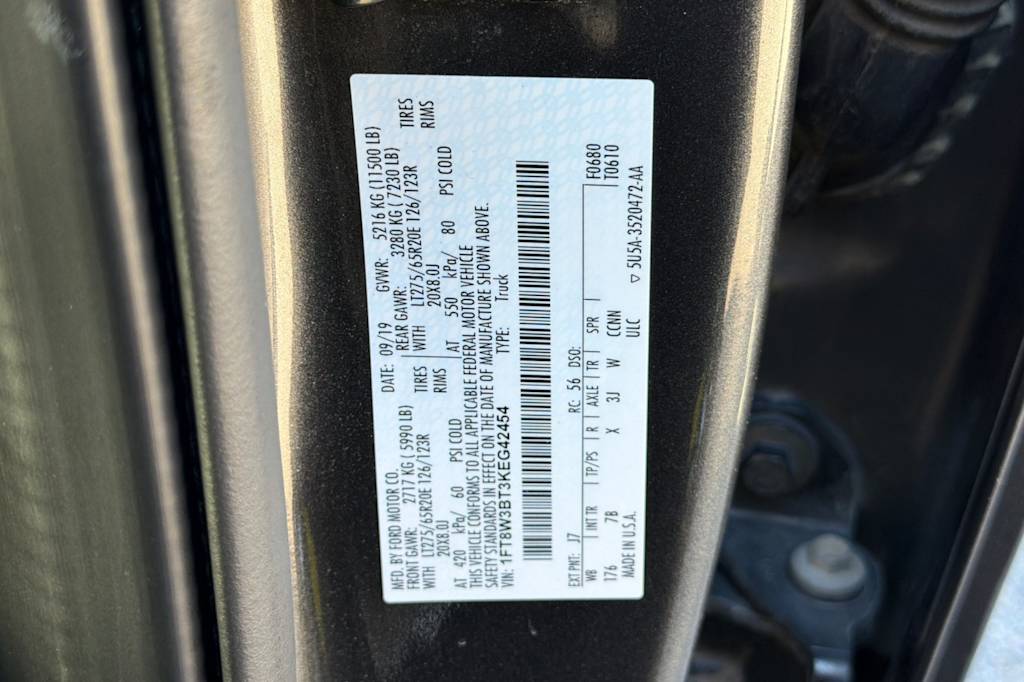 MFD. BY FORD MOTOR CO.
DATE: 09/19 GVWR: 5216 KG (11500 LB)
FRONT GAWR: 2717 KG ( 5990 LB) REAR GAWR: 3280 KG ( 7230 LB)
WITH LT275/65R20E 126/123R TIRES WITH LT275/65R20E 126/123R TIRES
20X8.0J RIMS 20X8.0J RIMS
AT 420 kPa/ 60 PSI COLD AT 550 kPa/ 80 PSI COLD
THIS VEHICLE CONFORMS TO ALL APPLICABLE FEDERAL MOTOR VEHICLE
SAFETY STANDARDS IN EFFECT ON THE DATE OF MANUFACTURE SHOWN ABOVE.
VIN: 1FT8W3BT3KEG42454 TYPE: Truck
F0680
EXT PNT: J7 RC: 56 DSO: T0610
WB INT TR TP/PS R AXLE TR SPR
176 7B X 3J W CCNN
MADE IN U.S.A. ULC
▽ 5U5A-3520472-AA